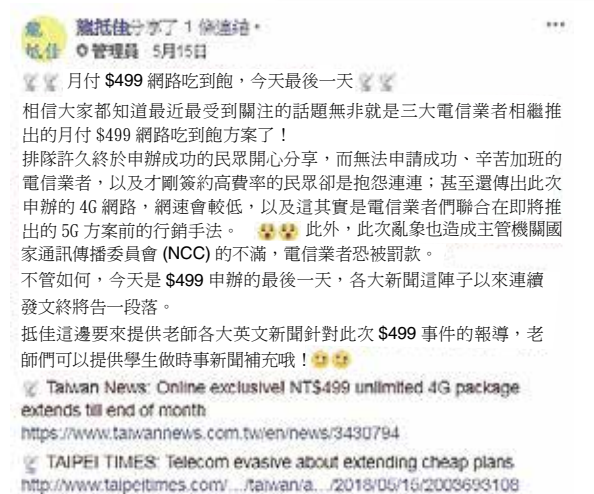 龍抵佳分享了 1 條連結。
管理員 5月15日
月付 $499 網路吃到飽，今天最後一天
相信大家都知道最近最受到關注的話題無非就是三大電信業者相繼推
出的月付 $499 網路吃到飽方案了！
排隊許久終於申辦成功的民眾開心分享，而無法申請成功、辛苦加班的
電信業者，以及才剛簽約高費率的民眾卻是抱怨連連；甚至還傳出此次
申辦的 4G 網路，網速會較低，以及這其實是電信業者們聯合在即將推
出的 5G 方案前的行銷手法。 此外，此次亂象也造成主管機關國
家通訊傳播委員會 (NCC) 的不滿，電信業者恐被罰款。
不管如何，今天是 $499 申辦的最後一天，各大新聞這陣子以來連續
發文終將告一段落。
抵佳這邊要來提供老師各大英文新聞針對此次 $499 事件的報導，老
師們可以提供學生做時事新聞補充哦！
Taiwan News: Online exclusive! NT$499 unlimited 4G package
extends till end of month
https://www.taiwannews.com.tw/en/news/3430794
TAIPEI TIMES: Telecom evasive about extending cheap plans
http://www.taipeitimes.com/.../taiwan/a.../2018/05/15/2003693108